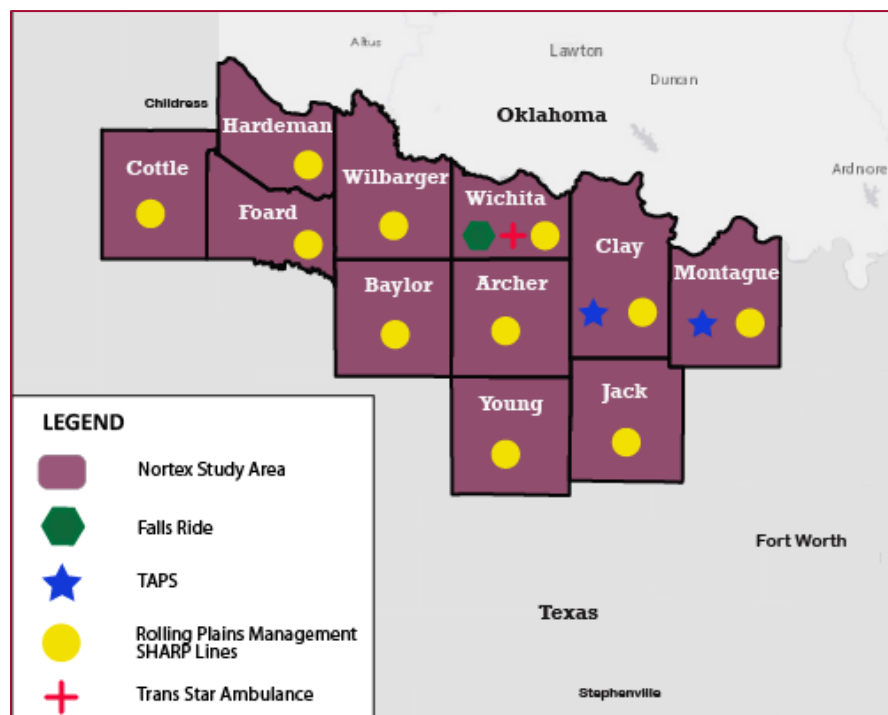 Altus
Lawton
Duncan
Childress
Oklahoma
Hardeman
Ardmore
Cottle
Wilbarger
Wichita
Foard
Clay
Montague
Baylor
Archer
Young
Jack
LEGEND
Nortex Study Area
Falls Ride
TAPS
Rolling Plains Management
SHARP Lines
Trans Star Ambulance
Fort Worth
Texas
Stephenville